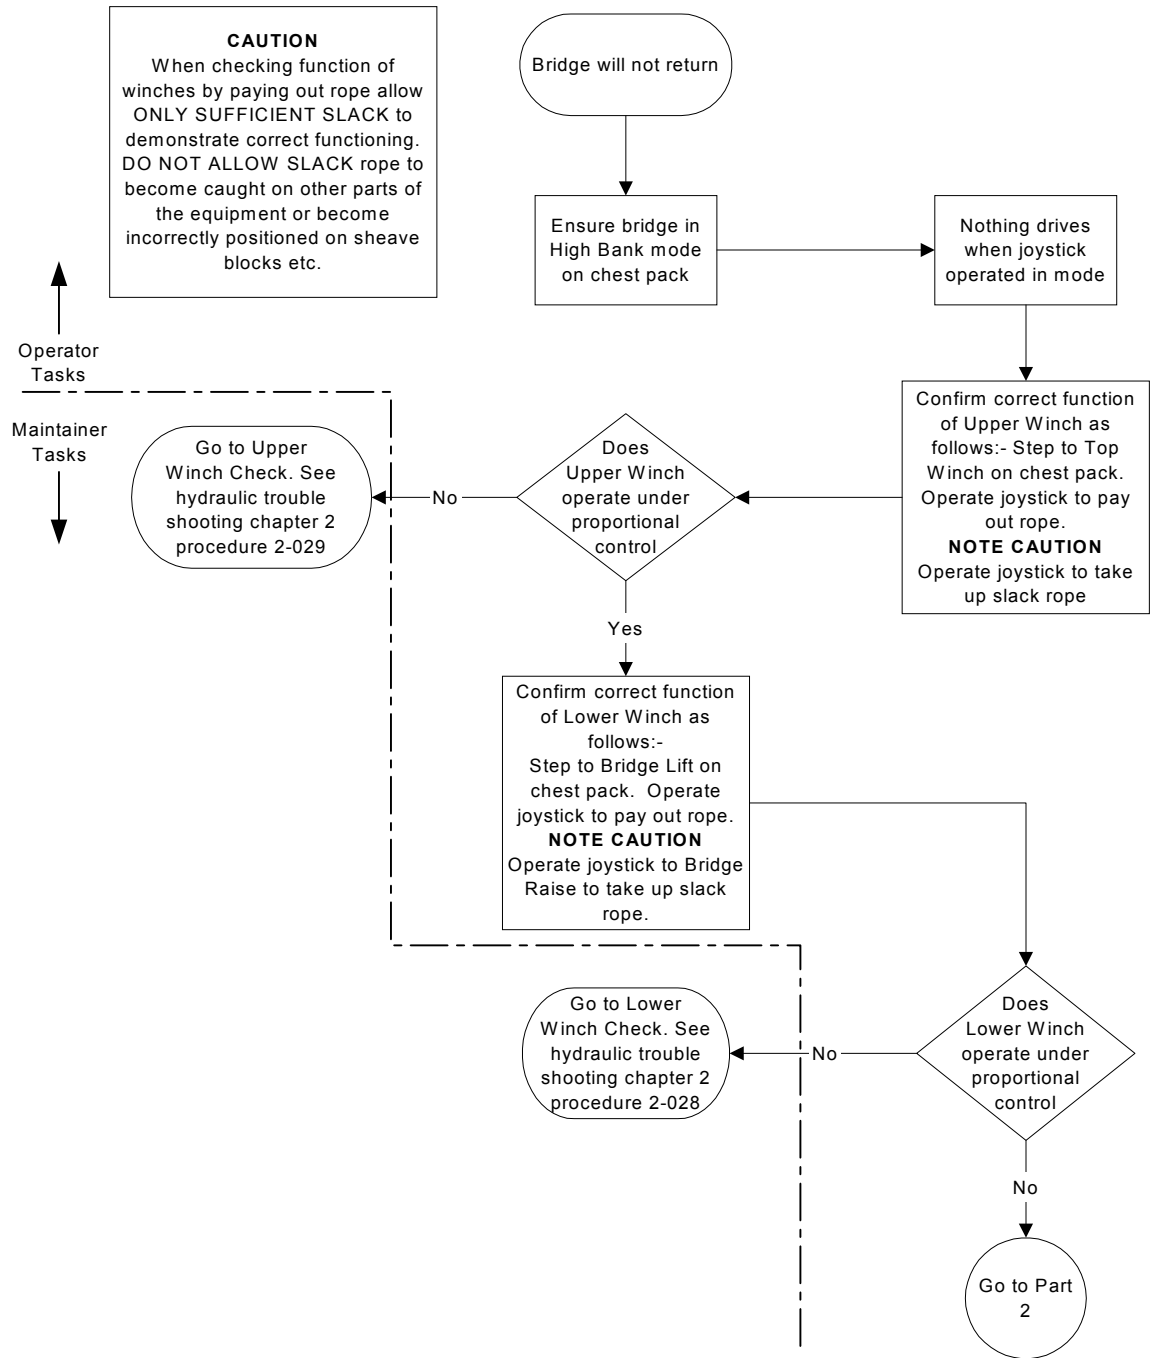 CAUTION
When checking function of
winches by paying out rope allow
ONLY SUFFICIENT SLACK to
demonstrate correct functioning.
DO NOT ALLOW SLACK rope to
become caught on other parts of
the equipment or become
incorrectly positioned on sheave
blocks etc.
Bridge will not return
Ensure bridge in
High Bank mode
on chest pack
Nothing drives
when joystick
operated in mode
Operator
Tasks
Maintainer
Tasks
Confirm correct function
of Upper Winch as
follows:- Step to Top
Winch on chest pack.
Operate joystick to pay
out rope.
NOTE CAUTION
Operate joystick to take
up slack rope
Does
Upper Winch
operate under
proportional
control
No
Go to Upper
Winch Check. See
hydraulic trouble
shooting chapter 2
procedure 2-029
Yes
Confirm correct function
of Lower Winch as
follows:-
Step to Bridge Lift on
chest pack.  Operate
joystick to pay out rope.
NOTE CAUTION
Operate joystick to Bridge
Raise to take up slack
rope.
Does
Lower Winch
operate under
proportional
control
No
Go to Lower
Winch Check. See
hydraulic trouble
shooting chapter 2
procedure 2-028
No
Go to Part
2